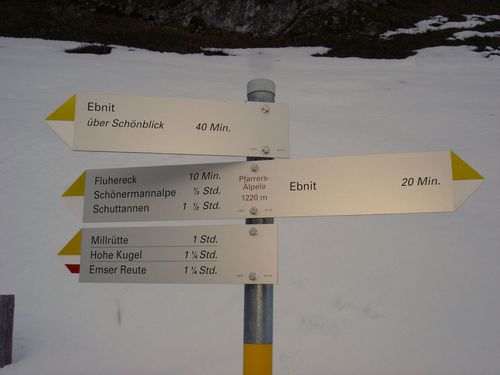 Ebnit
über Schönblick 40 Min.
Fluhereck 10 Min.
Schönermannalpe ½ Std.
Schuttannen 1 ½ Std.
Pfarrers-
Älpele
1220 m
Ebnit 20 Min.
Millrütte 1 Std.
Hohe Kugel 1 ¼ Std.
Emser Reute 1 ¼ Std.